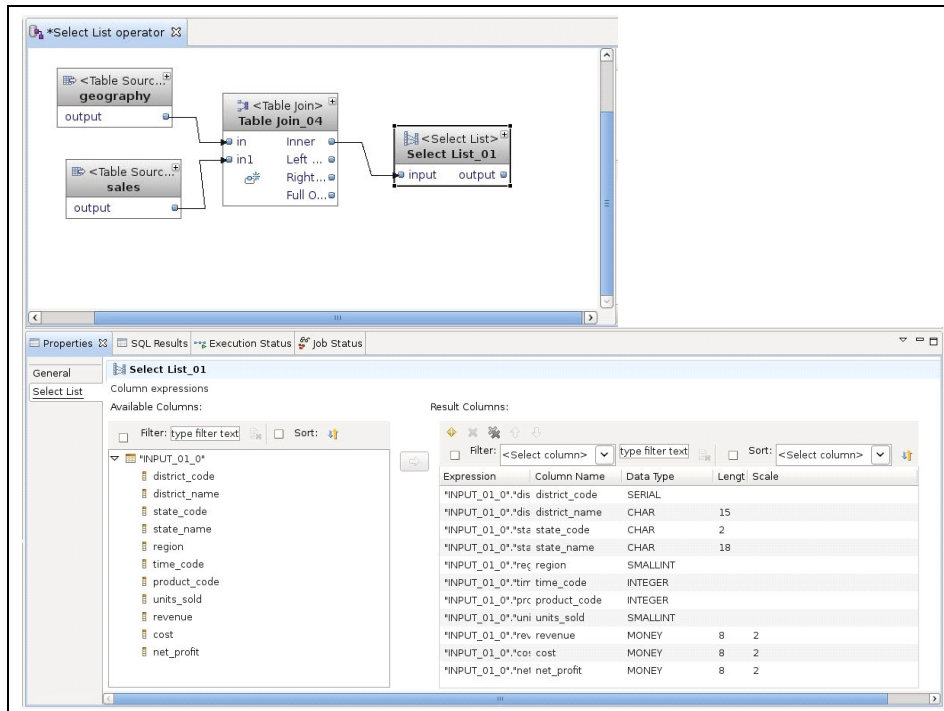 *Select List operator
<Table Sourc...
geography
output
<Table Sourc...
sales
output
<Table Join>
Table Join_04
in Inner
in1 Left ...
Right...
Full O...
<Select List>
Select List_01
input output
Properties SQL Results Execution Status Job Status
General
Select List
Select List_01
Column expressions
Available Columns:
Filter: type filter text Sort:
"INPUT_01_0"
district_code
district_name
state_code
state_name
region
time_code
product_code
units_sold
revenue
cost
net_profit
Result Columns:
Filter: <Select column> type filter text Sort: <Select column>
Expression Column Name Data Type Lengt Scale
"INPUT_01_0"."dis district_code SERIAL
"INPUT_01_0"."dis district_name CHAR 15
"INPUT_01_0"."sta state_code CHAR 2
"INPUT_01_0"."sta state_name CHAR 18
"INPUT_01_0"."reg region SMALLINT
"INPUT_01_0"."tim time_code INTEGER
"INPUT_01_0"."pro product_code INTEGER
"INPUT_01_0"."uni units_sold SMALLINT
"INPUT_01_0"."rev revenue MONEY 8 2
"INPUT_01_0"."cos cost MONEY 8 2
"INPUT_01_0"."net net_profit MONEY 8 2